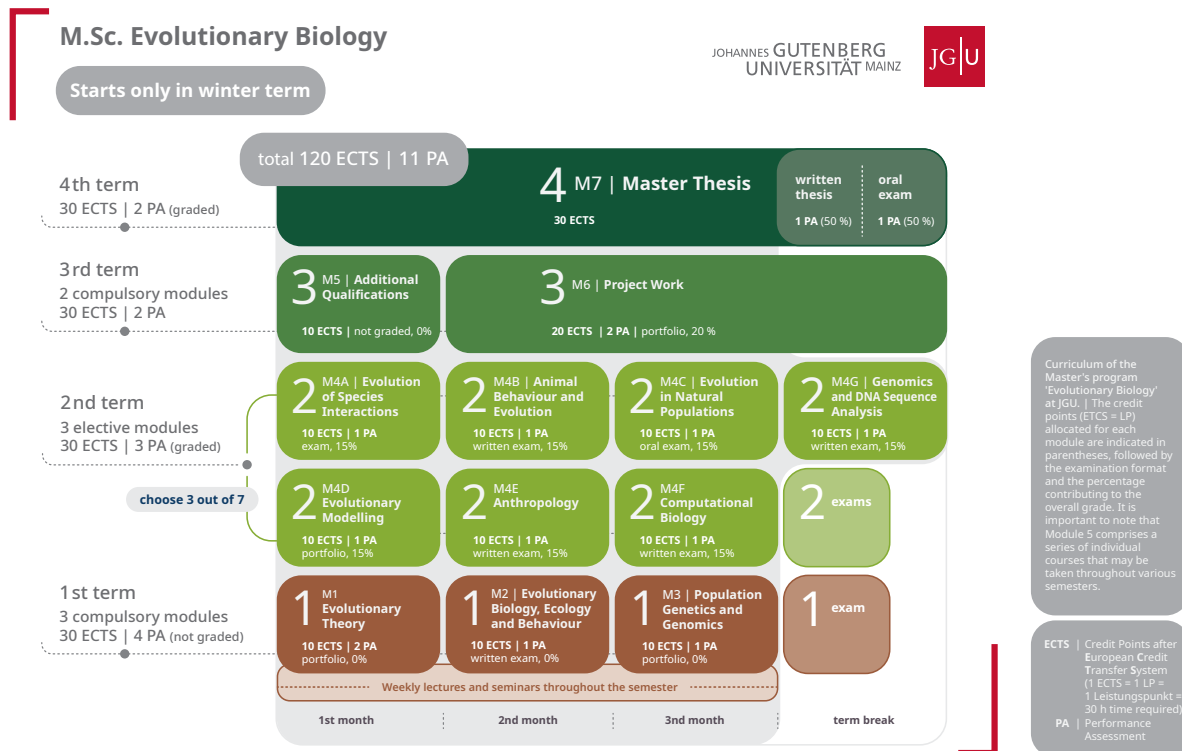 M.Sc. Evolutionary Biology
Starts only in winter term
JOHANNES GUTENBERG
UNIVERSITÄT MAINZ
JG|U
total 120 ECTS | 11 PA
4th term
30 ECTS | 2 PA (graded)
4 M7 | Master Thesis
30 ECTS
written
thesis
1 PA (50 %)
oral
exam
1 PA (50 %)
3rd term
2 compulsory modules
30 ECTS | 2 PA
3 M5 | Additional
Qualifications
10 ECTS | not graded, 0%
3 M6 | Project Work
20 ECTS | 2 PA | portfolio, 20 %
2nd term
3 elective modules
30 ECTS | 3 PA (graded)
choose 3 out of 7
2 M4A | Evolution
of Species
Interactions
10 ECTS | 1 PA
exam, 15%
2 M4B | Animal
Behaviour and
Evolution
10 ECTS | 1 PA
written exam, 15%
2 M4C | Evolution
in Natural
Populations
10 ECTS | 1 PA
oral exam, 15%
2 M4G | Genomics
and DNA Sequence
Analysis
10 ECTS | 1 PA
written exam, 15%
2 M4D
Evolutionary
Modelling
10 ECTS | 1 PA
portfolio, 15%
2 M4E
Anthropology
10 ECTS | 1 PA
written exam, 15%
2 M4F
Computational
Biology
10 ECTS | 1 PA
written exam, 15%
2 exams
1st term
3 compulsory modules
30 ECTS | 4 PA (not graded)
1 M1
Evolutionary
Theory
10 ECTS | 2 PA
portfolio, 0%
1 M2 | Evolutionary
Biology, Ecology
and Behaviour
10 ECTS | 1 PA
written exam, 0%
1 M3 | Population
Genetics and
Genomics
10 ECTS | 1 PA
portfolio, 0%
1 exam
Weekly lectures and seminars throughout the semester
1st month
2nd month
3nd month
term break
Curriculum of the
Master's program
'Evolutionary Biology'
at JGU. | The credit
points (ETCS = LP)
allocated for each
module are indicated in
parentheses, followed by
the examination format
and the percentage
contributing to the
overall grade. It is
important to note that
Module 5 comprises a
series of individual
courses that may be
taken throughout various
semesters.
ECTS | Credit Points after
European Credit
Transfer System
(1 ECTS = 1 LP =
1 Leistungspunkt =
30 h time required)
PA | Performance
Assessment